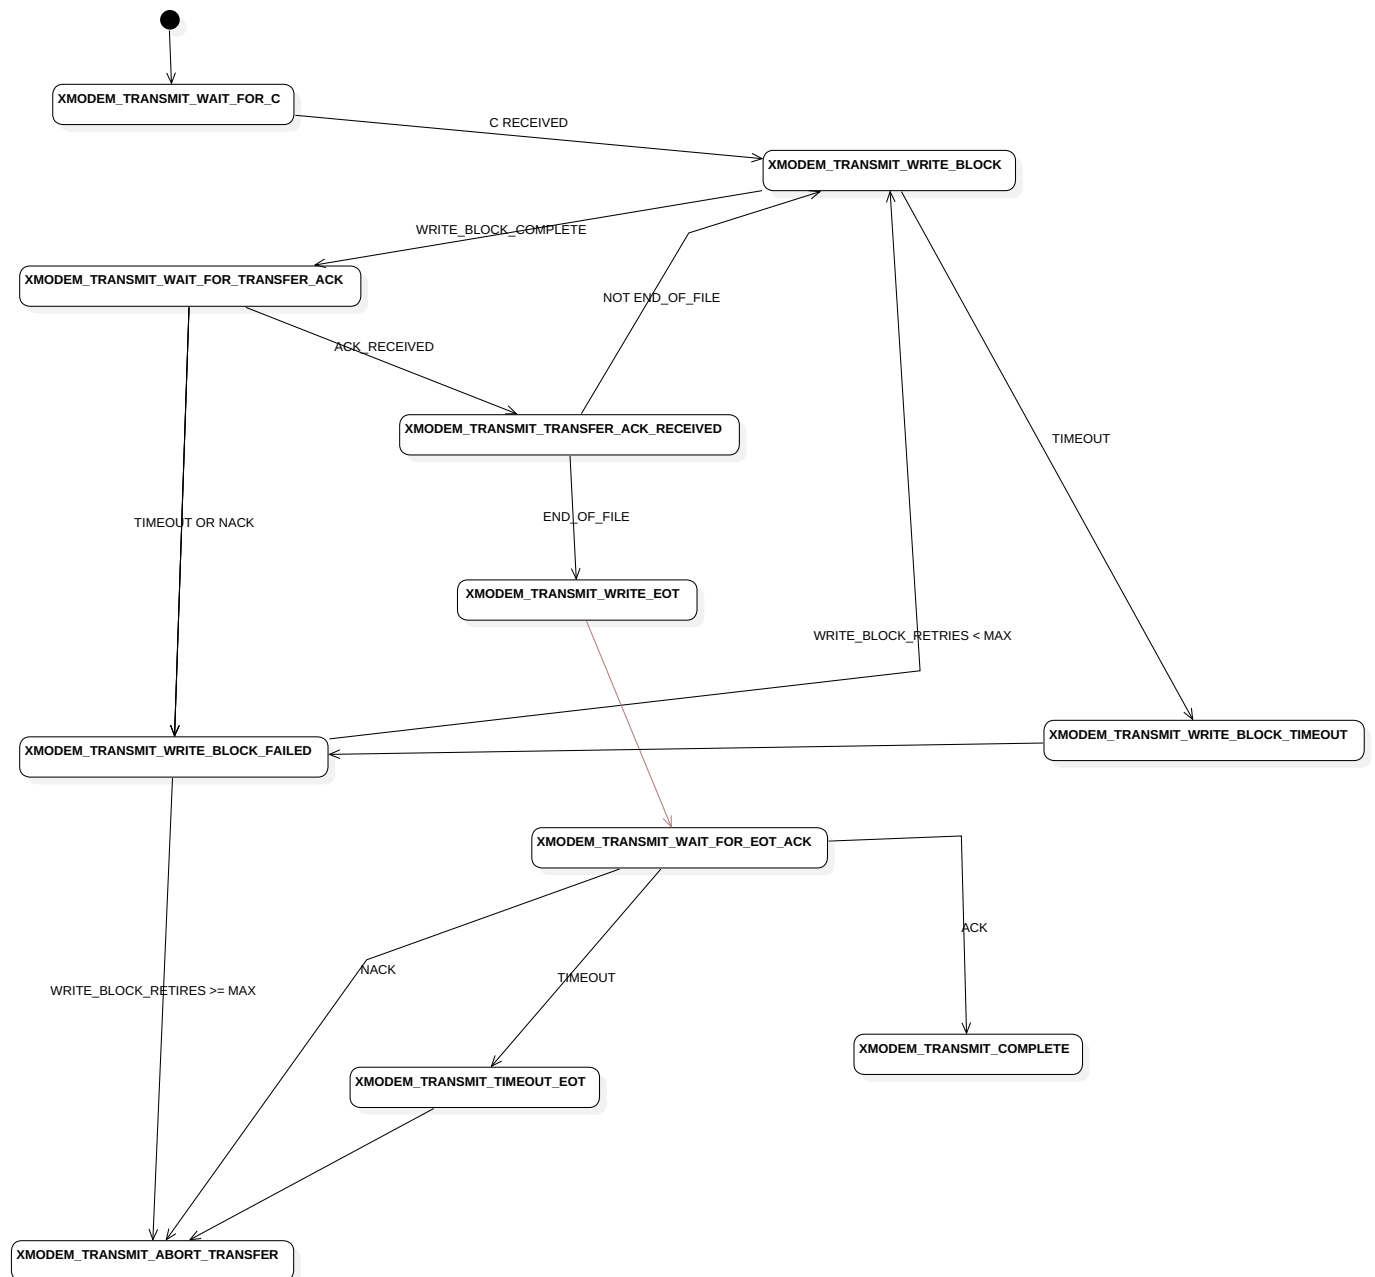 XMODEM_TRANSMIT_WAIT_FOR_C
C RECEIVED
XMODEM_TRANSMIT_WRITE_BLOCK
WRITE_BLOCK_COMPLETE
XMODEM_TRANSMIT_WAIT_FOR_TRANSFER_ACK
NOT END_OF_FILE
ACK_RECEIVED
XMODEM_TRANSMIT_TRANSFER_ACK_RECEIVED
TIMEOUT
END_OF_FILE
TIMEOUT OR NACK
XMODEM_TRANSMIT_WRITE_EOT
WRITE_BLOCK_RETRIES < MAX
XMODEM_TRANSMIT_WRITE_BLOCK_TIMEOUT
XMODEM_TRANSMIT_WRITE_BLOCK_FAILED
XMODEM_TRANSMIT_WAIT_FOR_EOT_ACK
ACK
NACK
TIMEOUT
WRITE_BLOCK_RETIRES >= MAX
XMODEM_TRANSMIT_COMPLETE
XMODEM_TRANSMIT_TIMEOUT_EOT
XMODEM_TRANSMIT_ABORT_TRANSFER